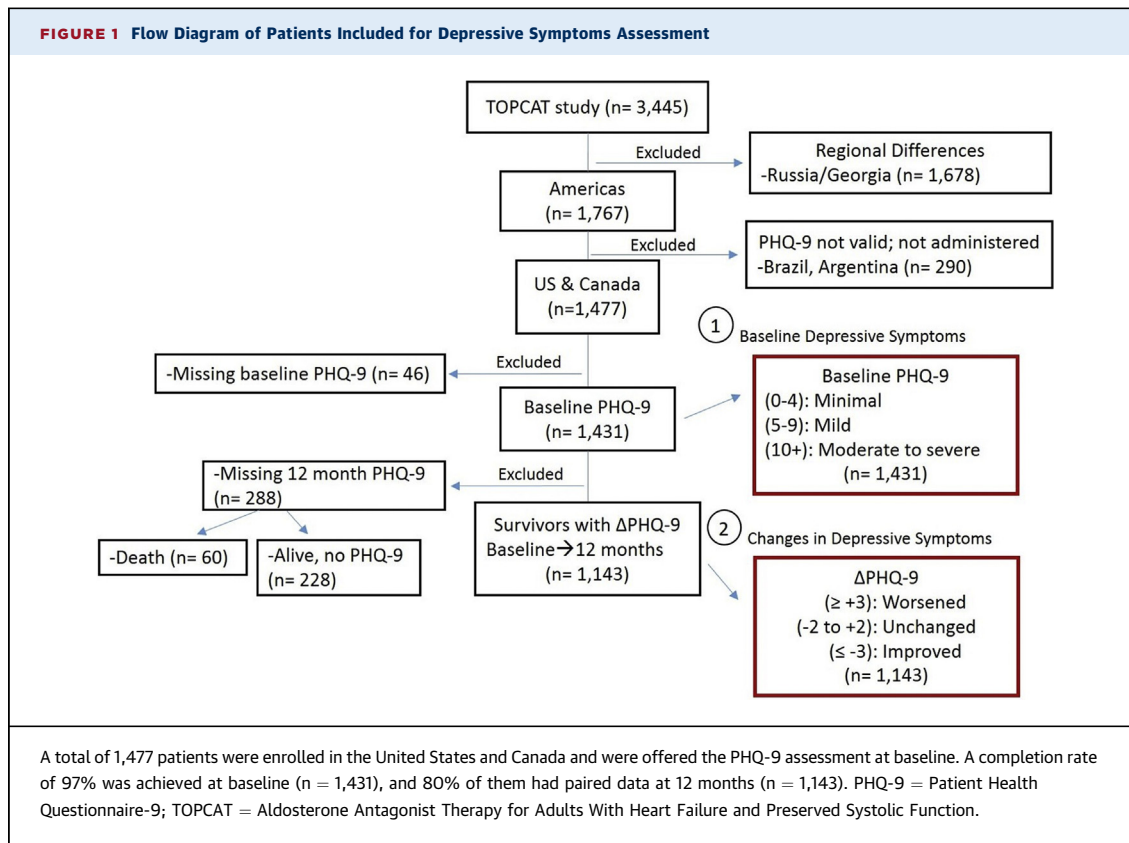 FIGURE 1 Flow Diagram of Patients Included for Depressive Symptoms Assessment
TOPCAT study (n= 3,445)
Excluded
Regional Differences
-Russia/Georgia (n= 1,678)
Americas
(n= 1,767)
Excluded
PHQ-9 not valid; not administered
-Brazil, Argentina (n= 290)
US & Canada
(n=1,477)
1
Baseline Depressive Symptoms
Excluded
-Missing baseline PHQ-9 (n= 46)
Baseline PHQ-9
(n= 1,431)
Baseline PHQ-9
(0-4): Minimal
(5-9): Mild
(10+): Moderate to severe
(n= 1,431)
Excluded
-Missing 12 month PHQ-9
(n= 288)
-Death (n= 60)
-Alive, no PHQ-9
(n= 228)
Survivors with ΔPHQ-9
Baseline→12 months
(n= 1,143)
2
Changes in Depressive Symptoms
ΔPHQ-9
(≥ +3): Worsened
(-2 to +2): Unchanged
(≤ -3): Improved
(n= 1,143)
A total of 1,477 patients were enrolled in the United States and Canada and were offered the PHQ-9 assessment at baseline. A completion rate
of 97% was achieved at baseline (n = 1,431), and 80% of them had paired data at 12 months (n = 1,143). PHQ-9 = Patient Health
Questionnaire-9; TOPCAT = Aldosterone Antagonist Therapy for Adults With Heart Failure and Preserved Systolic Function.